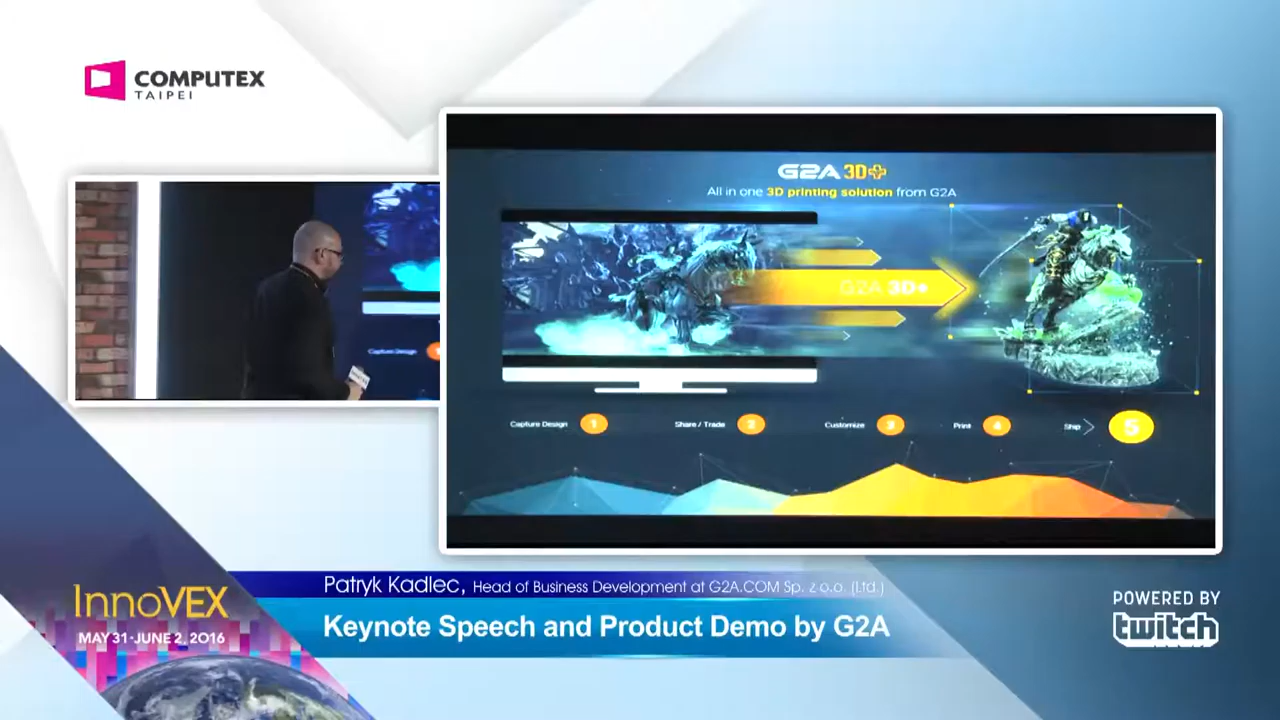 COMPUTEX
TAIPEI
G2A 3D+
All in one 3D printing solution from G2A
G2A 3D+
Capture Design 1
Share / Trade 2
Customize 3
Print 4
Ship 5
Capture Design
Patryk Kadlec, Head of Business Development at G2A.COM Sp. z o.o. (Ltd.)
Keynote Speech and Product Demo by G2A
InnoVEX
MAY 31-JUNE 2, 2016
POWERED BY
twitch